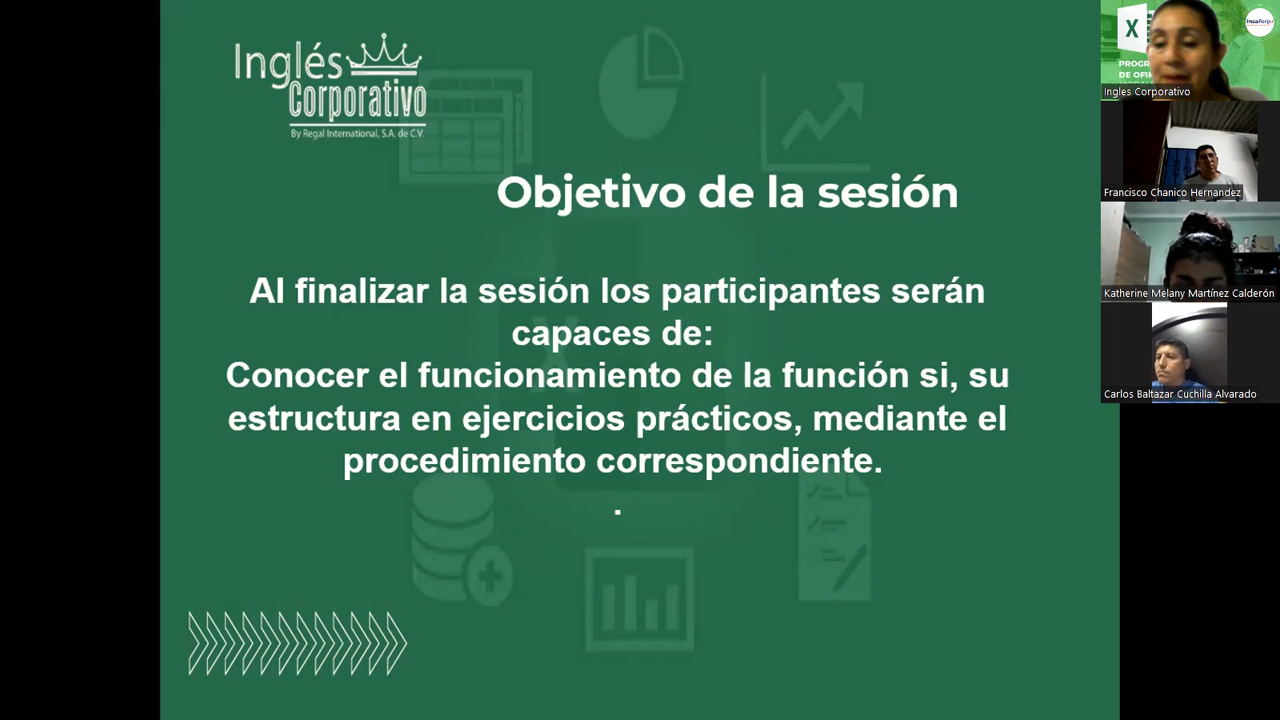 Inglés
Corporativo
By Regal International, S.A. de C.V.
Objetivo de la sesión
Al finalizar la sesión los participantes serán
capaces de:
Conocer el funcionamiento de la función si, su
estructura en ejercicios prácticos, mediante el
procedimiento correspondiente.
.
X
Insaforp
Ingles Corporativo
Francisco Chanico Hernandez
Katherine Melany Martínez Calderón
Carlos Baltazar Cuchilla Alvarado